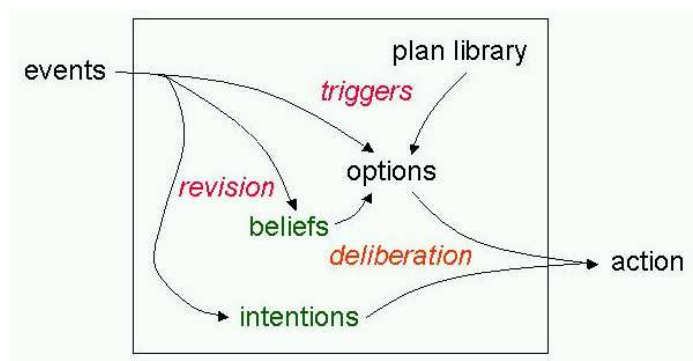 plan library
events
triggers
options
revision
beliefs
deliberation
action
intentions